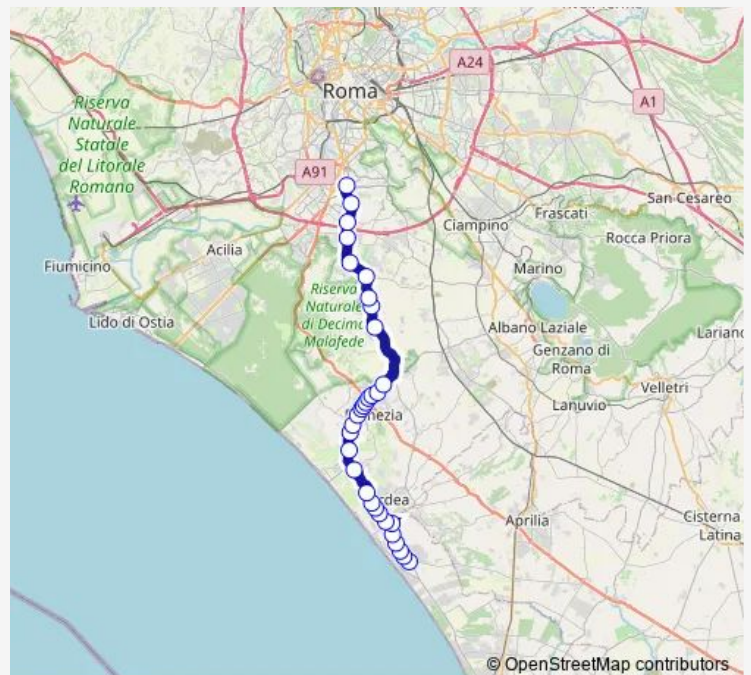 Roma
A24
A1
Riserva
Naturale
Statale
del Litorale
Romano
A91
San Cesareo
Frascati
Ciampino
Rocca Priora
Acilia
Fiumicino
Marino
Riserva
Naturale
di Decima
Malafede
Lido di Ostia
Albano Laziale
Genzano di
Roma
Lariano
Velletri
Lanuvio
Aprilia
Cisterna
Latina
© OpenStreetMap contributors